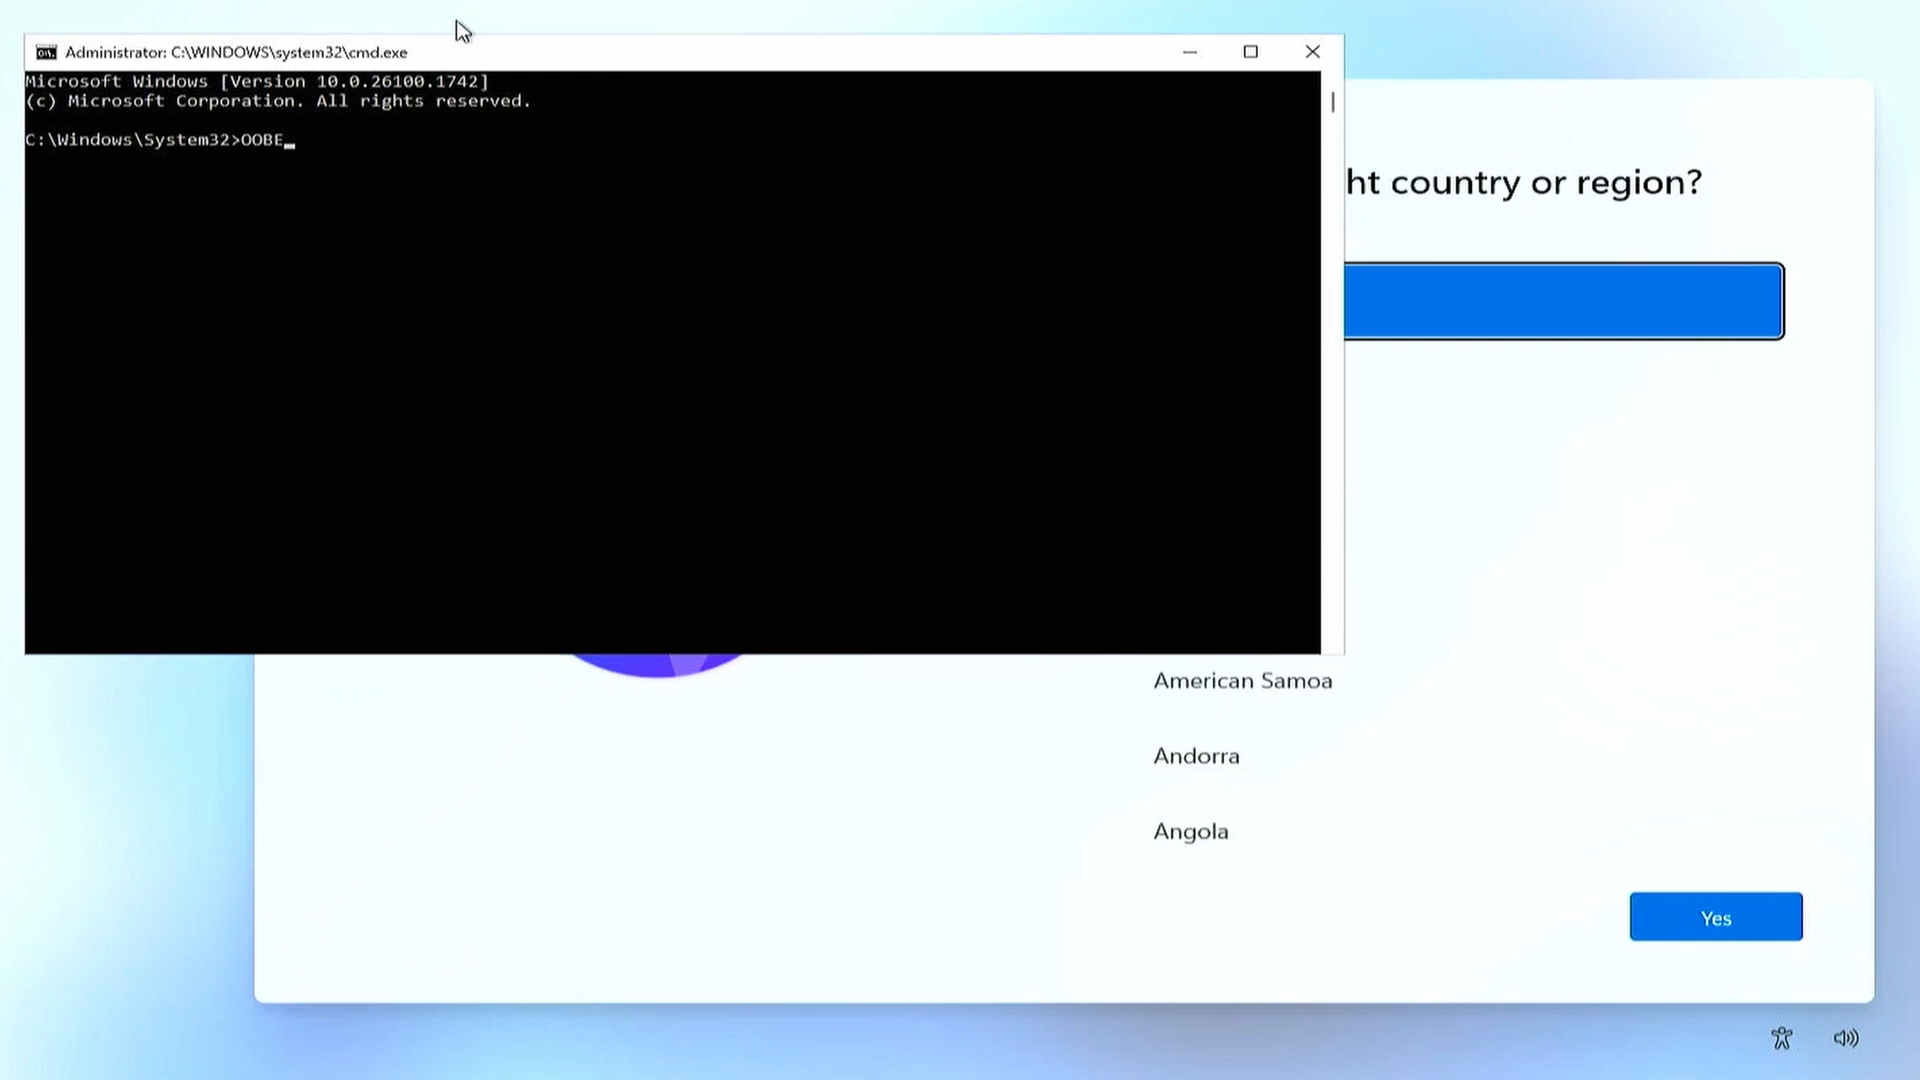 Administrator: C:\WINDOWS\system32\cmd.exe
Microsoft Windows [Version 10.0.26100.1742]
(c) Microsoft Corporation. All rights reserved.
C:\Windows\System32>OOBE
ht country or region?
American Samoa
Andorra
Angola
Yes